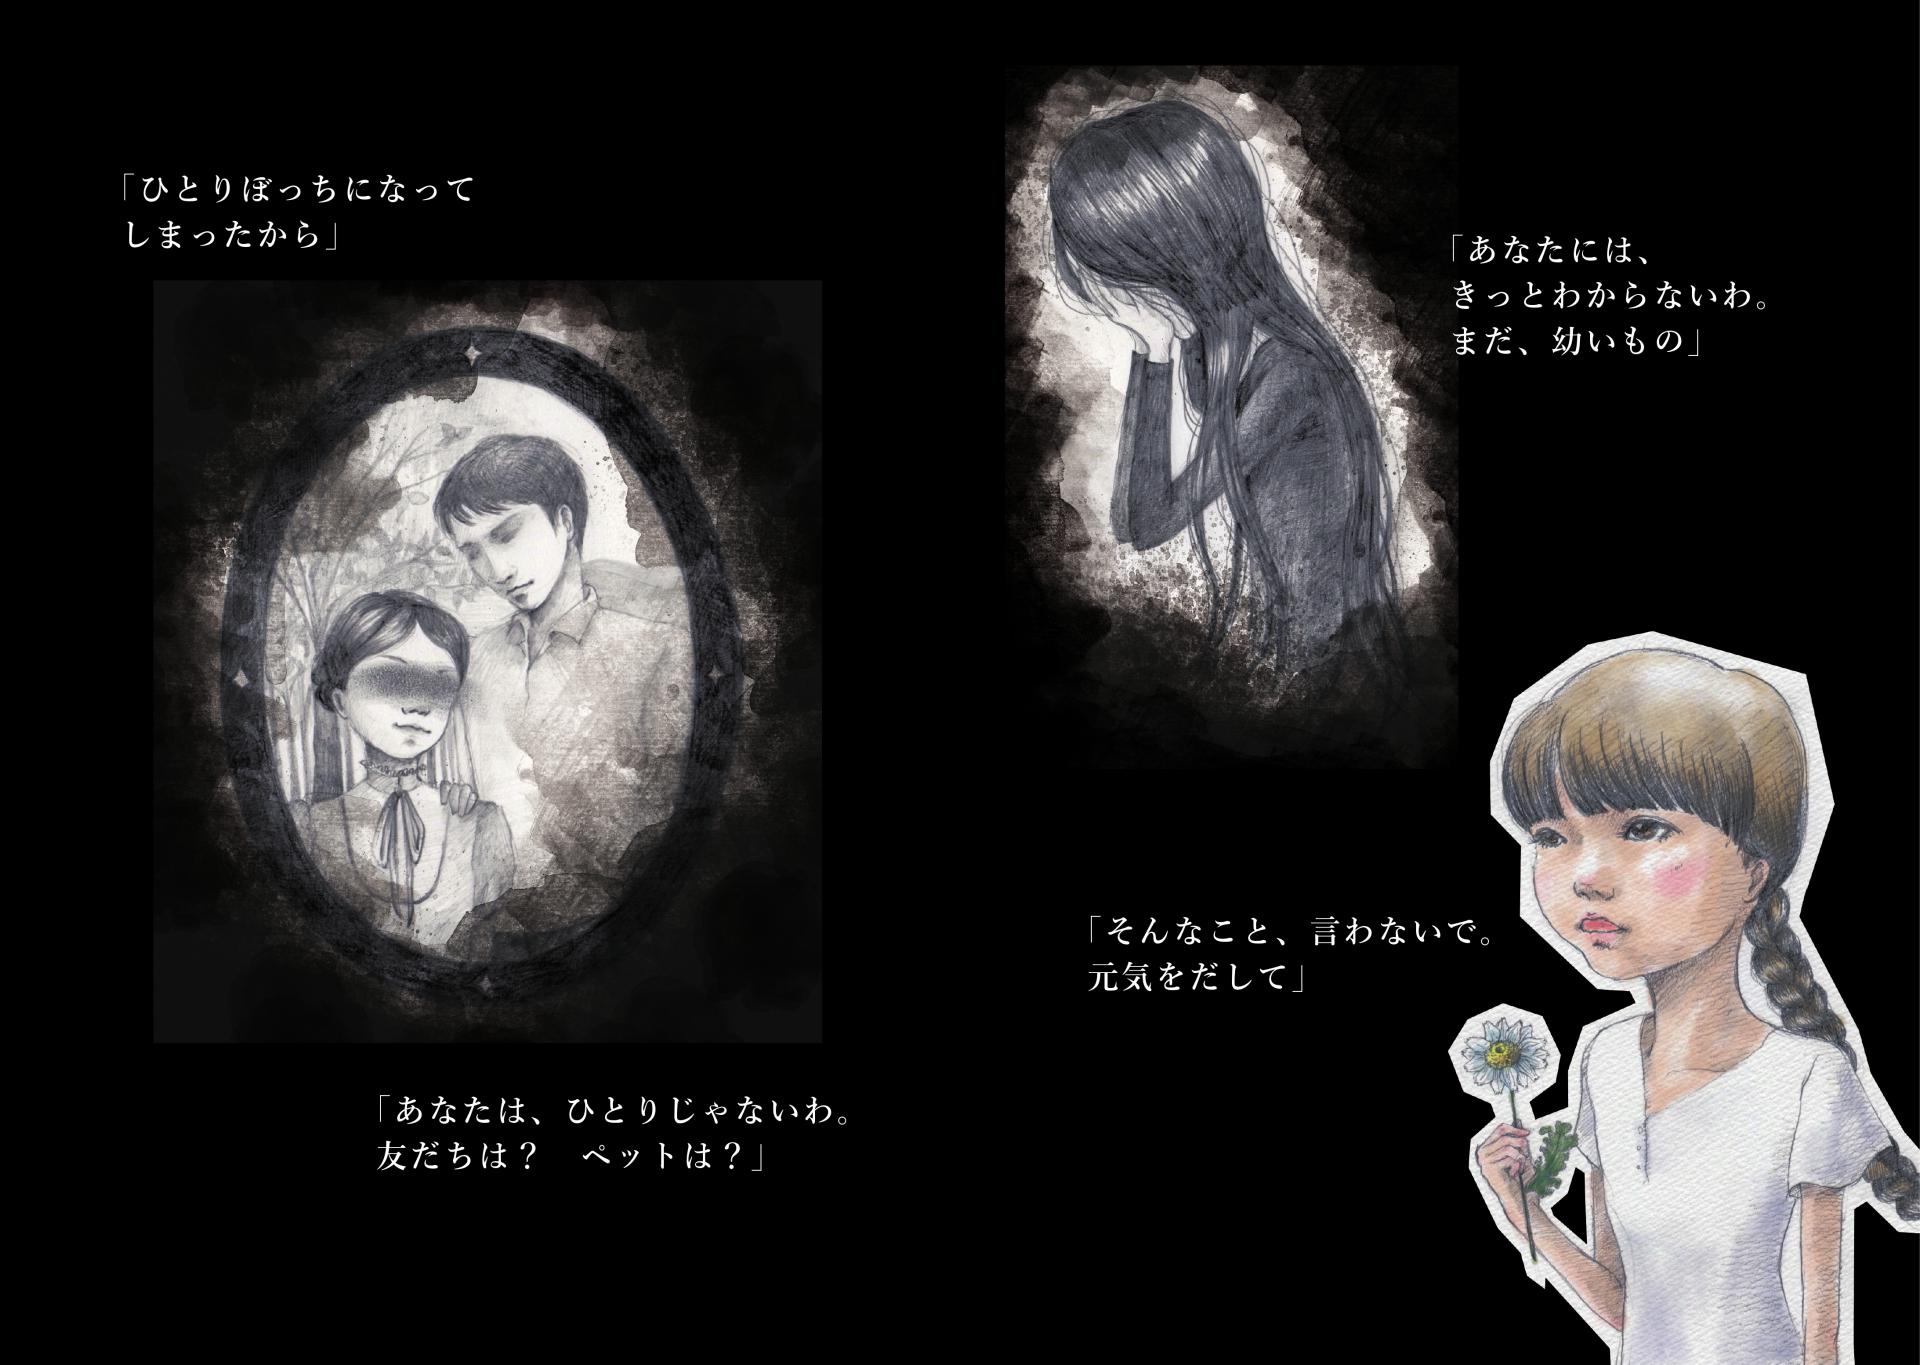 「ひとりぼっちになって
しまったから」
「あなたは、ひとりじゃないわ。
友だちは？　ペットは？」
「あなたには、
きっとわからないわ。
まだ、幼いもの」
「そんなこと、言わないで。
元気をだして」